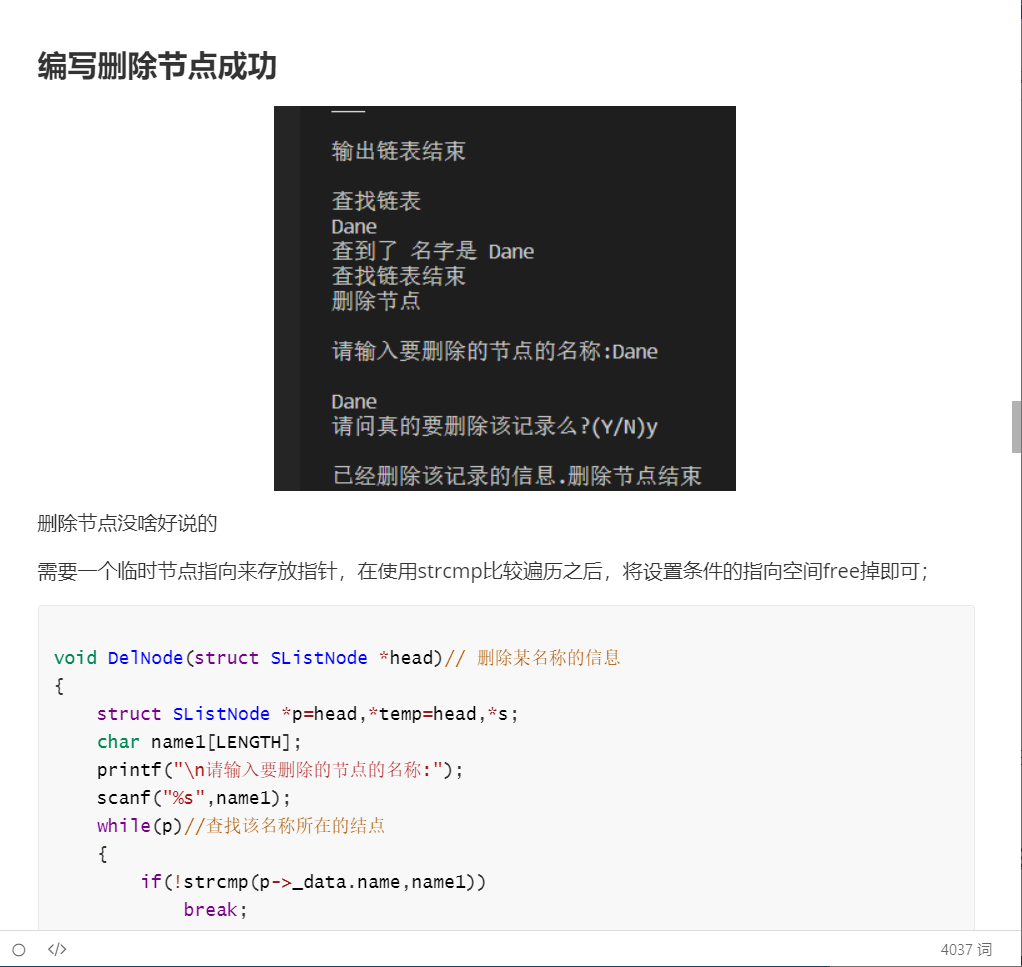 编写删除节点成功
输出链表结束
查找链表
Dane
查到了 名字是 Dane
查找链表结束
删除节点
请输入要删除的节点的名称:Dane
Dane
请问真的要删除该记录么?(Y/N)y
已经删除该记录的信息.删除节点结束
删除节点没啥好说的
需要一个临时节点指向来存放指针，在使用strcmp比较遍历之后，将设置条件的指向空间free掉即可；
void DelNode(struct SListNode *head)// 删除某名称的信息
{
    struct SListNode *p=head,*temp=head,*s;
    char name1[LENGTH];
    printf("\n请输入要删除的节点的名称:");
    scanf("%s",name1);
    while(p)//查找该名称所在的结点
    {
        if(!strcmp(p->_data.name,name1))
            break;
</>
4037 词